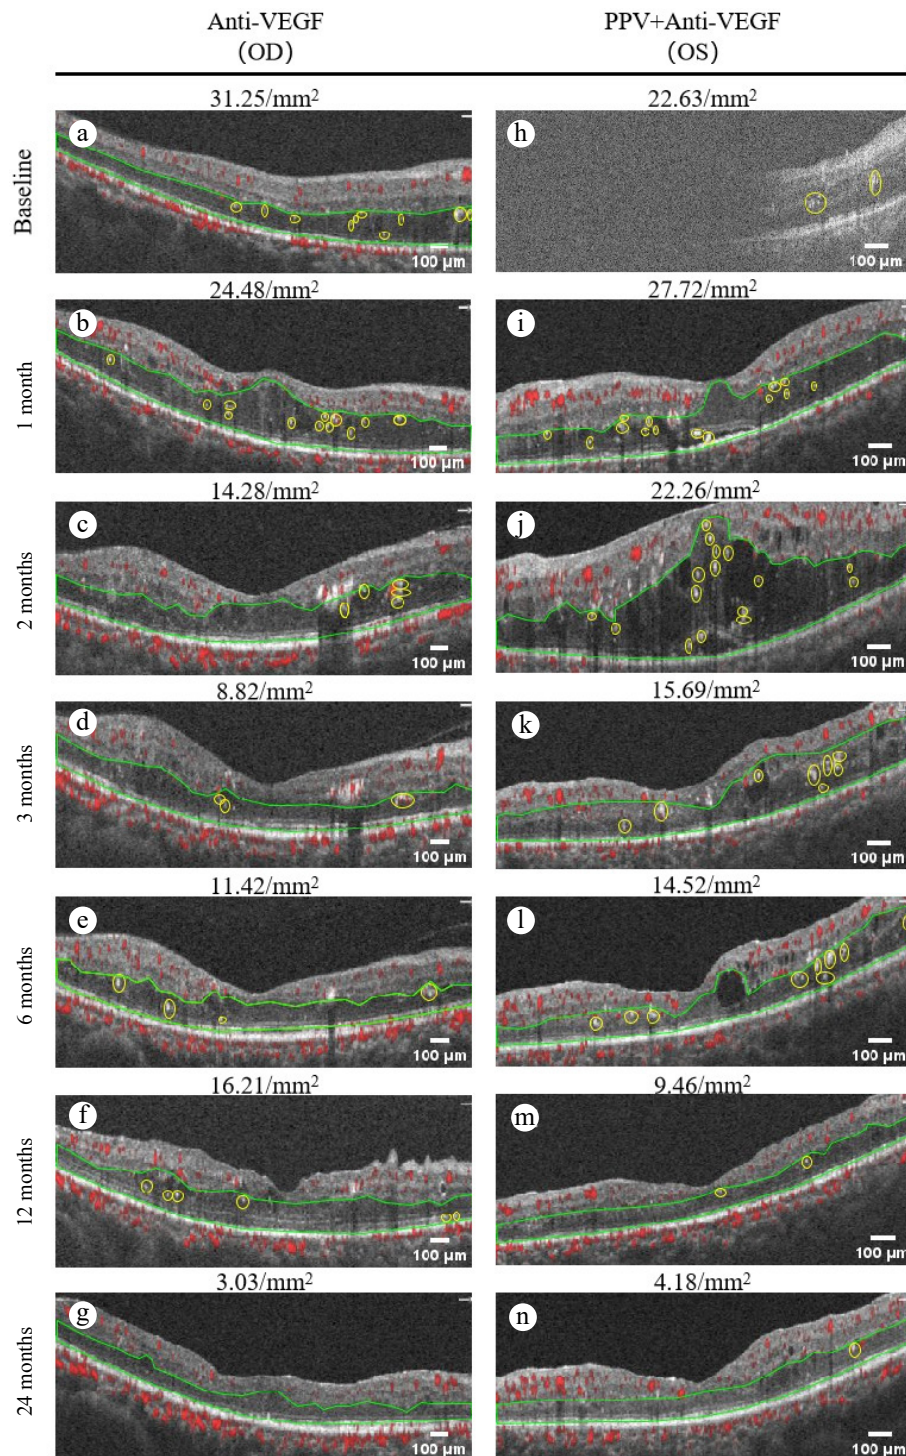 Anti-VEGF PPV+Anti-VEGF
(OD) (OS)
31.25/mm² 22.63/mm²
Baseline
a h
100 µm 100 µm
24.48/mm² 27.72/mm²
1 month
b i
100 µm 100 µm
14.28/mm² 22.26/mm²
2 months
c j
100 µm 100 µm
8.82/mm² 15.69/mm²
3 months
d k
100 µm 100 µm
11.42/mm² 14.52/mm²
6 months
e l
100 µm 100 µm
16.21/mm² 9.46/mm²
12 months
f m
100 µm 100 µm
3.03/mm² 4.18/mm²
24 months
g n
100 µm 100 µm